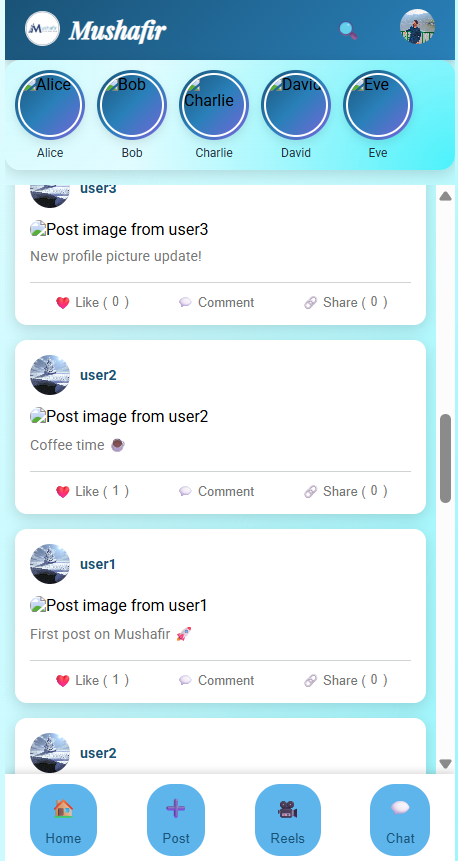 Mushafir
Alice Bob Charlie David Eve
Alice Bob Charlie David Eve
user3
Post image from user3
New profile picture update!
Like ( 0 ) Comment Share ( 0 )
user2
Post image from user2
Coffee time ☕
Like ( 1 ) Comment Share ( 0 )
user1
Post image from user1
First post on Mushafir 🚀
Like ( 1 ) Comment Share ( 0 )
user2
Home Post Reels Chat